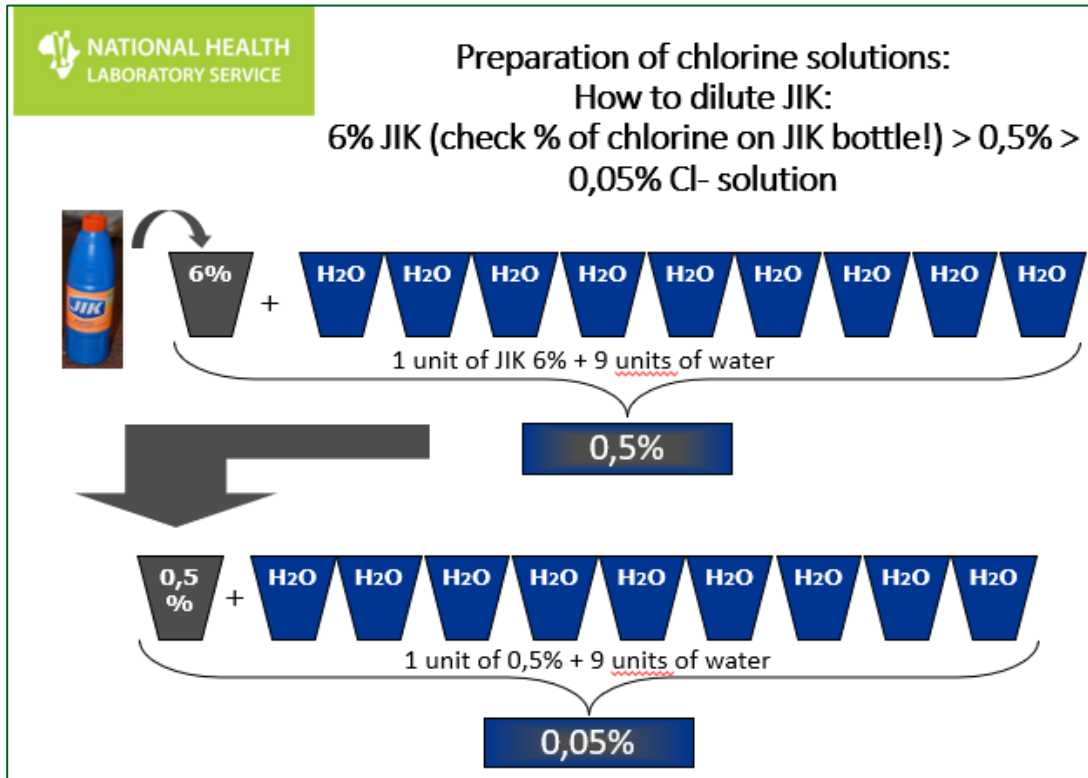 NATIONAL HEALTH
LABORATORY SERVICE
Preparation of chlorine solutions:
How to dilute JIK:
6% JIK (check % of chlorine on JIK bottle!) > 0,5% >
0,05% Cl- solution
JIK
6%
+
H2O H2O H2O H2O H2O H2O H2O H2O H2O
1 unit of JIK 6% + 9 units of water
0,5%
0,5
%
+
H2O H2O H2O H2O H2O H2O H2O H2O H2O
1 unit of 0,5% + 9 units of water
0,05%